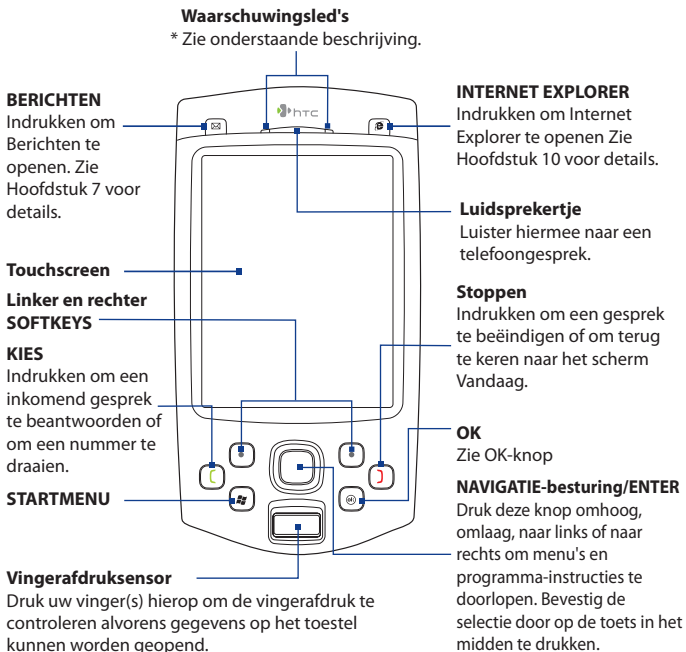 Waarschuwingsled's
* Zie onderstaande beschrijving.
BERICHTEN
Indrukken om
Berichten te
openen. Zie
Hoofdstuk 7 voor
details.
hTC
INTERNET EXPLORER
Indrukken om Internet
Explorer te openen Zie
Hoofdstuk 10 voor details.
Luidsprekertje
Luister hiermee naar een
telefoongesprek.
Touchscreen
Linker en rechter
SOFTKEYS
Stoppen
Indrukken om een gesprek
te beëindigen of om terug
te keren naar het scherm
Vandaag.
KIES
Indrukken om een
inkomend gesprek
te beantwoorden of
om een nummer te
draaien.
OK
Zie OK-knop
ok
STARTMENU
NAVIGATIE-besturing/ENTER
Druk deze knop omhoog,
omlaag, naar links of naar
rechts om menu's en
programma-instructies te
doorlopen. Bevestig de
selectie door op de toets in het
midden te drukken.
Vingerafdruksensor
Druk uw vinger(s) hierop om de vingerafdruk te
controleren alvorens gegevens op het toestel
kunnen worden geopend.